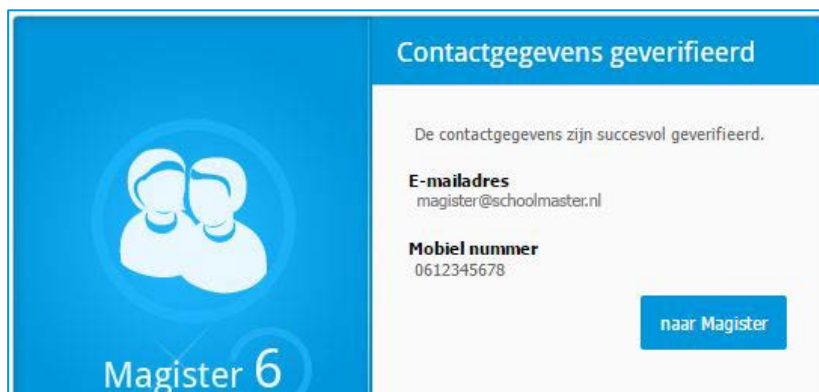 Contactgegevens geverifieerd
De contactgegevens zijn succesvol geverifieerd.
E-mailadres
magister@schoolmaster.nl
Mobiel nummer
0612345678
naar Magister
Magister 6